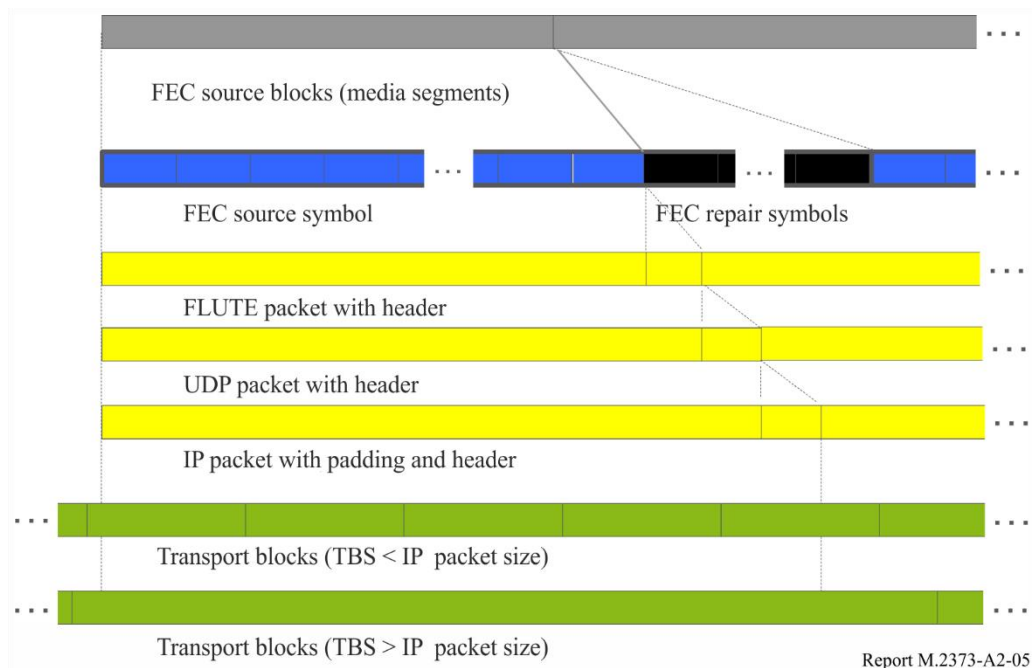 FEC source blocks (media segments)
FEC source symbol
FEC repair symbols
FLUTE packet with header
UDP packet with header
IP packet with padding and header
Transport blocks (TBS < IP packet size)
Transport blocks (TBS > IP packet size)
Report M.2373-A2-05